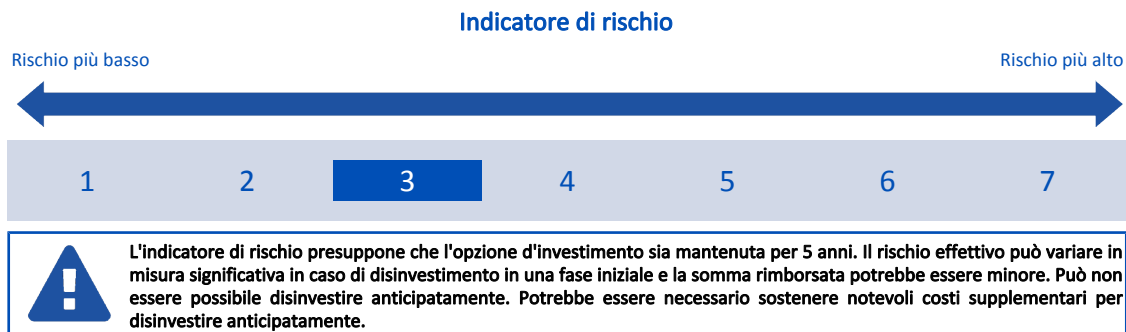 Indicatore di rischio
Rischio più basso
Rischio più alto
1 2 3 4 5 6 7
L'indicatore di rischio presuppone che l'opzione d'investimento sia mantenuta per 5 anni. Il rischio effettivo può variare in
misura significativa in caso di disinvestimento in una fase iniziale e la somma rimborsata potrebbe essere minore. Può non
essere possibile disinvestire anticipatamente. Potrebbe essere necessario sostenere notevoli costi supplementari per
disinvestire anticipatamente.